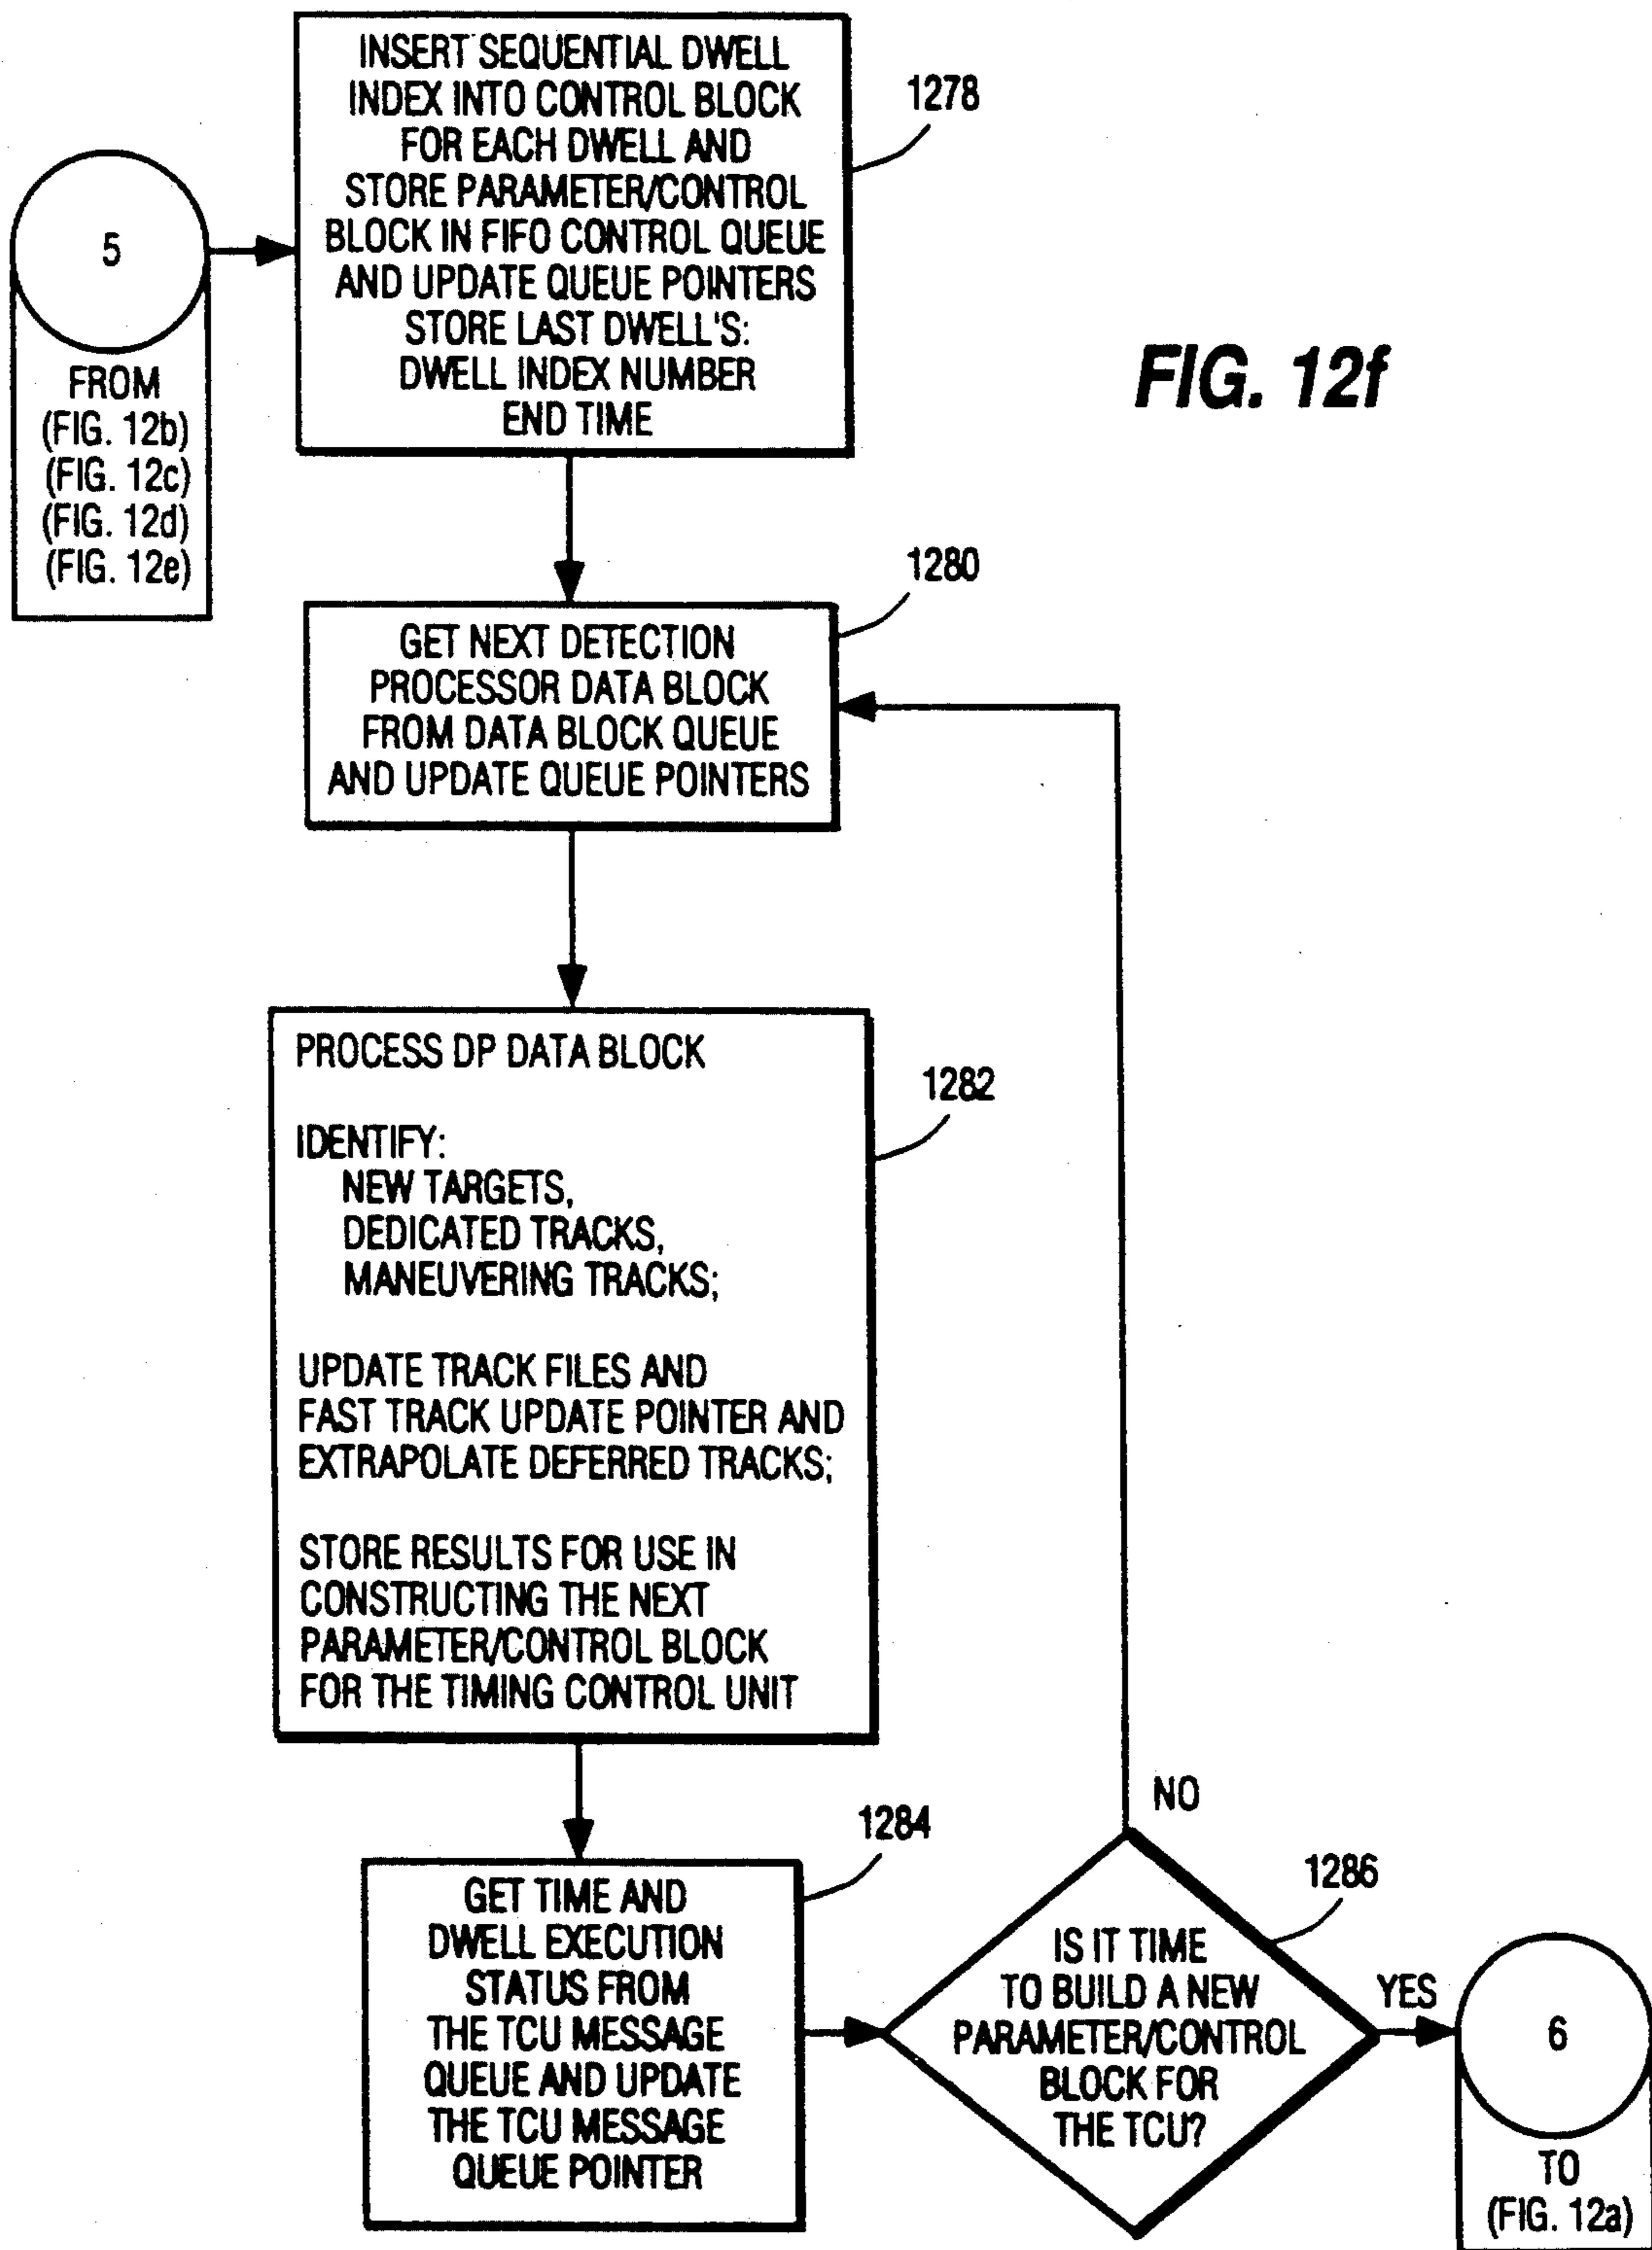 INSERT SEQUENTIAL DWELL
INDEX INTO CONTROL BLOCK
FOR EACH DWELL AND
STORE PARAMETER/CONTROL
BLOCK IN FIFO CONTROL QUEUE
AND UPDATE QUEUE POINTERS
STORE LAST DWELL'S:
DWELL INDEX NUMBER
END TIME
1278
5
FROM
(FIG. 12b)
(FIG. 12c)
(FIG. 12d)
(FIG. 12e)
FIG. 12f
1280
GET NEXT DETECTION
PROCESSOR DATA BLOCK
FROM DATA BLOCK QUEUE
AND UPDATE QUEUE POINTERS
PROCESS DP DATA BLOCK
IDENTIFY:
NEW TARGETS,
DEDICATED TRACKS,
MANEUVERING TRACKS;
UPDATE TRACK FILES AND
FAST TRACK UPDATE POINTER AND
EXTRAPOLATE DEFERRED TRACKS;
STORE RESULTS FOR USE IN
CONSTRUCTING THE NEXT
PARAMETER/CONTROL BLOCK
FOR THE TIMING CONTROL UNIT
1282
1284
GET TIME AND
DWELL EXECUTION
STATUS FROM
THE TCU MESSAGE
QUEUE AND UPDATE
THE TCU MESSAGE
QUEUE POINTER
NO
1286
IS IT TIME
TO BUILD A NEW
PARAMETER/CONTROL
BLOCK FOR
THE TCU?
YES
6
TO
(FIG. 12a)